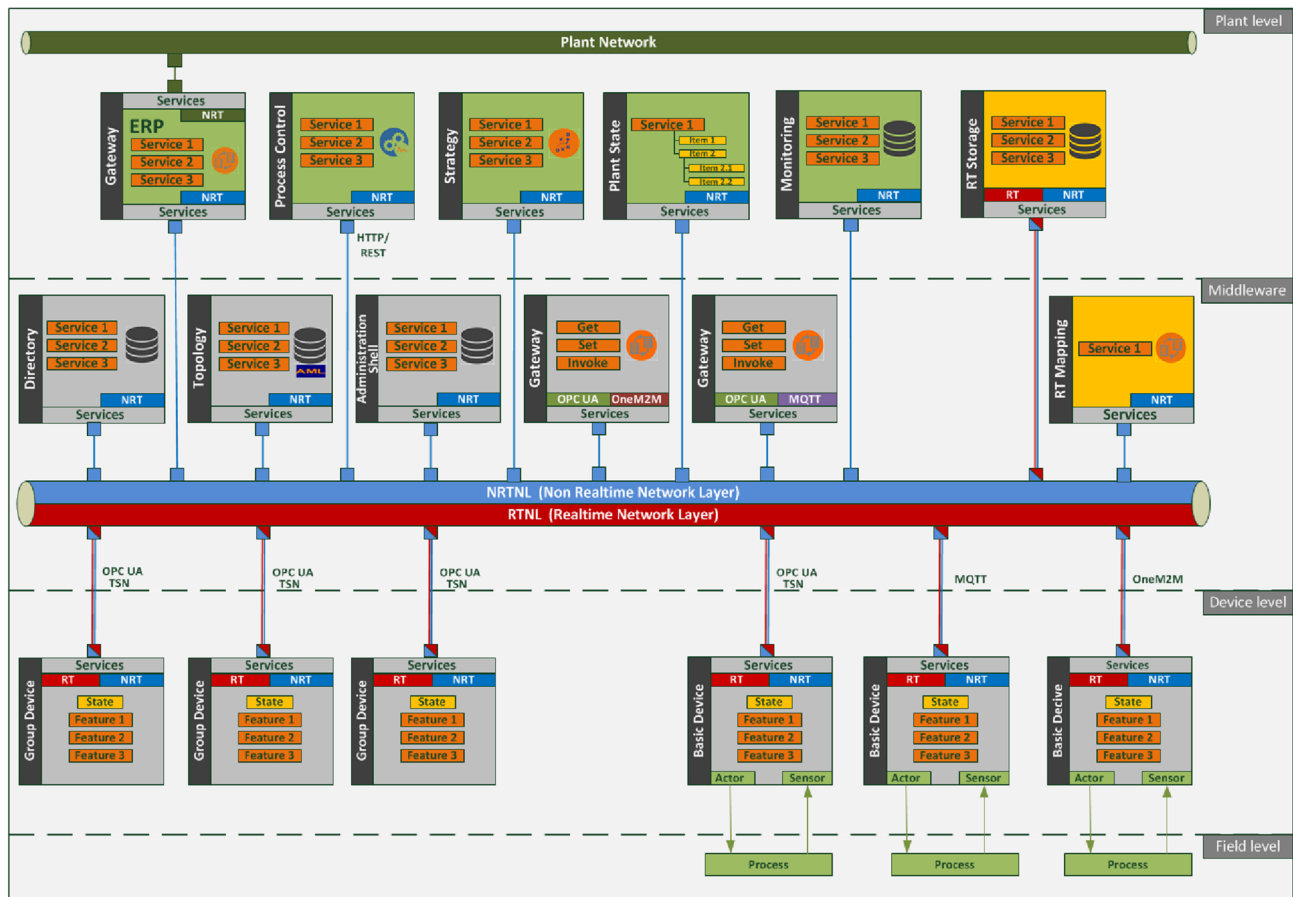 Plant level
Plant Network
Gateway
Services
NRT
ERP
Service 1
Service 2
Service 3
NRT
Services
Process Control
Service 1
Service 2
Service 3
NRT
Services
HTTP/
REST
Strategy
Service 1
Service 2
Service 3
NRT
Services
Plant State
Service 1
Item 1
Item 2
Item 2.1
Item 2.2
NRT
Services
Monitoring
Service 1
Service 2
Service 3
NRT
Services
RT Storage
Service 1
Service 2
Service 3
RT
NRT
Services
Middleware
Directory
Service 1
Service 2
Service 3
NRT
Services
Topology
Service 1
Service 2
Service 3
AML
NRT
Services
Administration
Shell
Service 1
Service 2
Service 3
NRT
Services
Gateway
Get
Set
Invoke
OPC UA
OneM2M
Services
Gateway
Get
Set
Invoke
OPC UA
MQTT
Services
RT Mapping
Service 1
NRT
Services
NRTNL (Non Realtime Network Layer)
RTNL (Realtime Network Layer)
OPC UA
TSN
OPC UA
TSN
OPC UA
TSN
OPC UA
TSN
MQTT
OneM2M
Device level
Group Device
Services
RT
NRT
State
Feature 1
Feature 2
Feature 3
Group Device
Services
RT
NRT
State
Feature 1
Feature 2
Feature 3
Group Device
Services
RT
NRT
State
Feature 1
Feature 2
Feature 3
Basic Device
Services
RT
NRT
State
Feature 1
Feature 2
Feature 3
Actor
Sensor
Basic Device
Services
RT
NRT
State
Feature 1
Feature 2
Feature 3
Actor
Sensor
Basic Decive
Services
RT
NRT
State
Feature 1
Feature 2
Feature 3
Actor
Sensor
Field level
Process
Process
Process